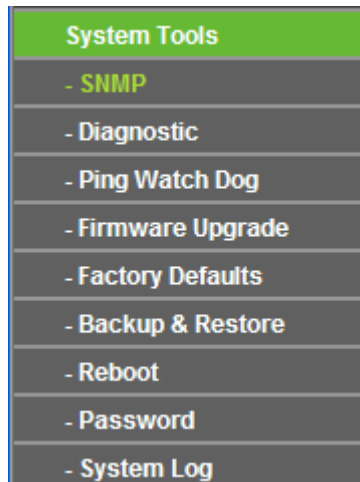 System Tools
- SNMP
- Diagnostic
- Ping Watch Dog
- Firmware Upgrade
- Factory Defaults
- Backup & Restore
- Reboot
- Password
- System Log